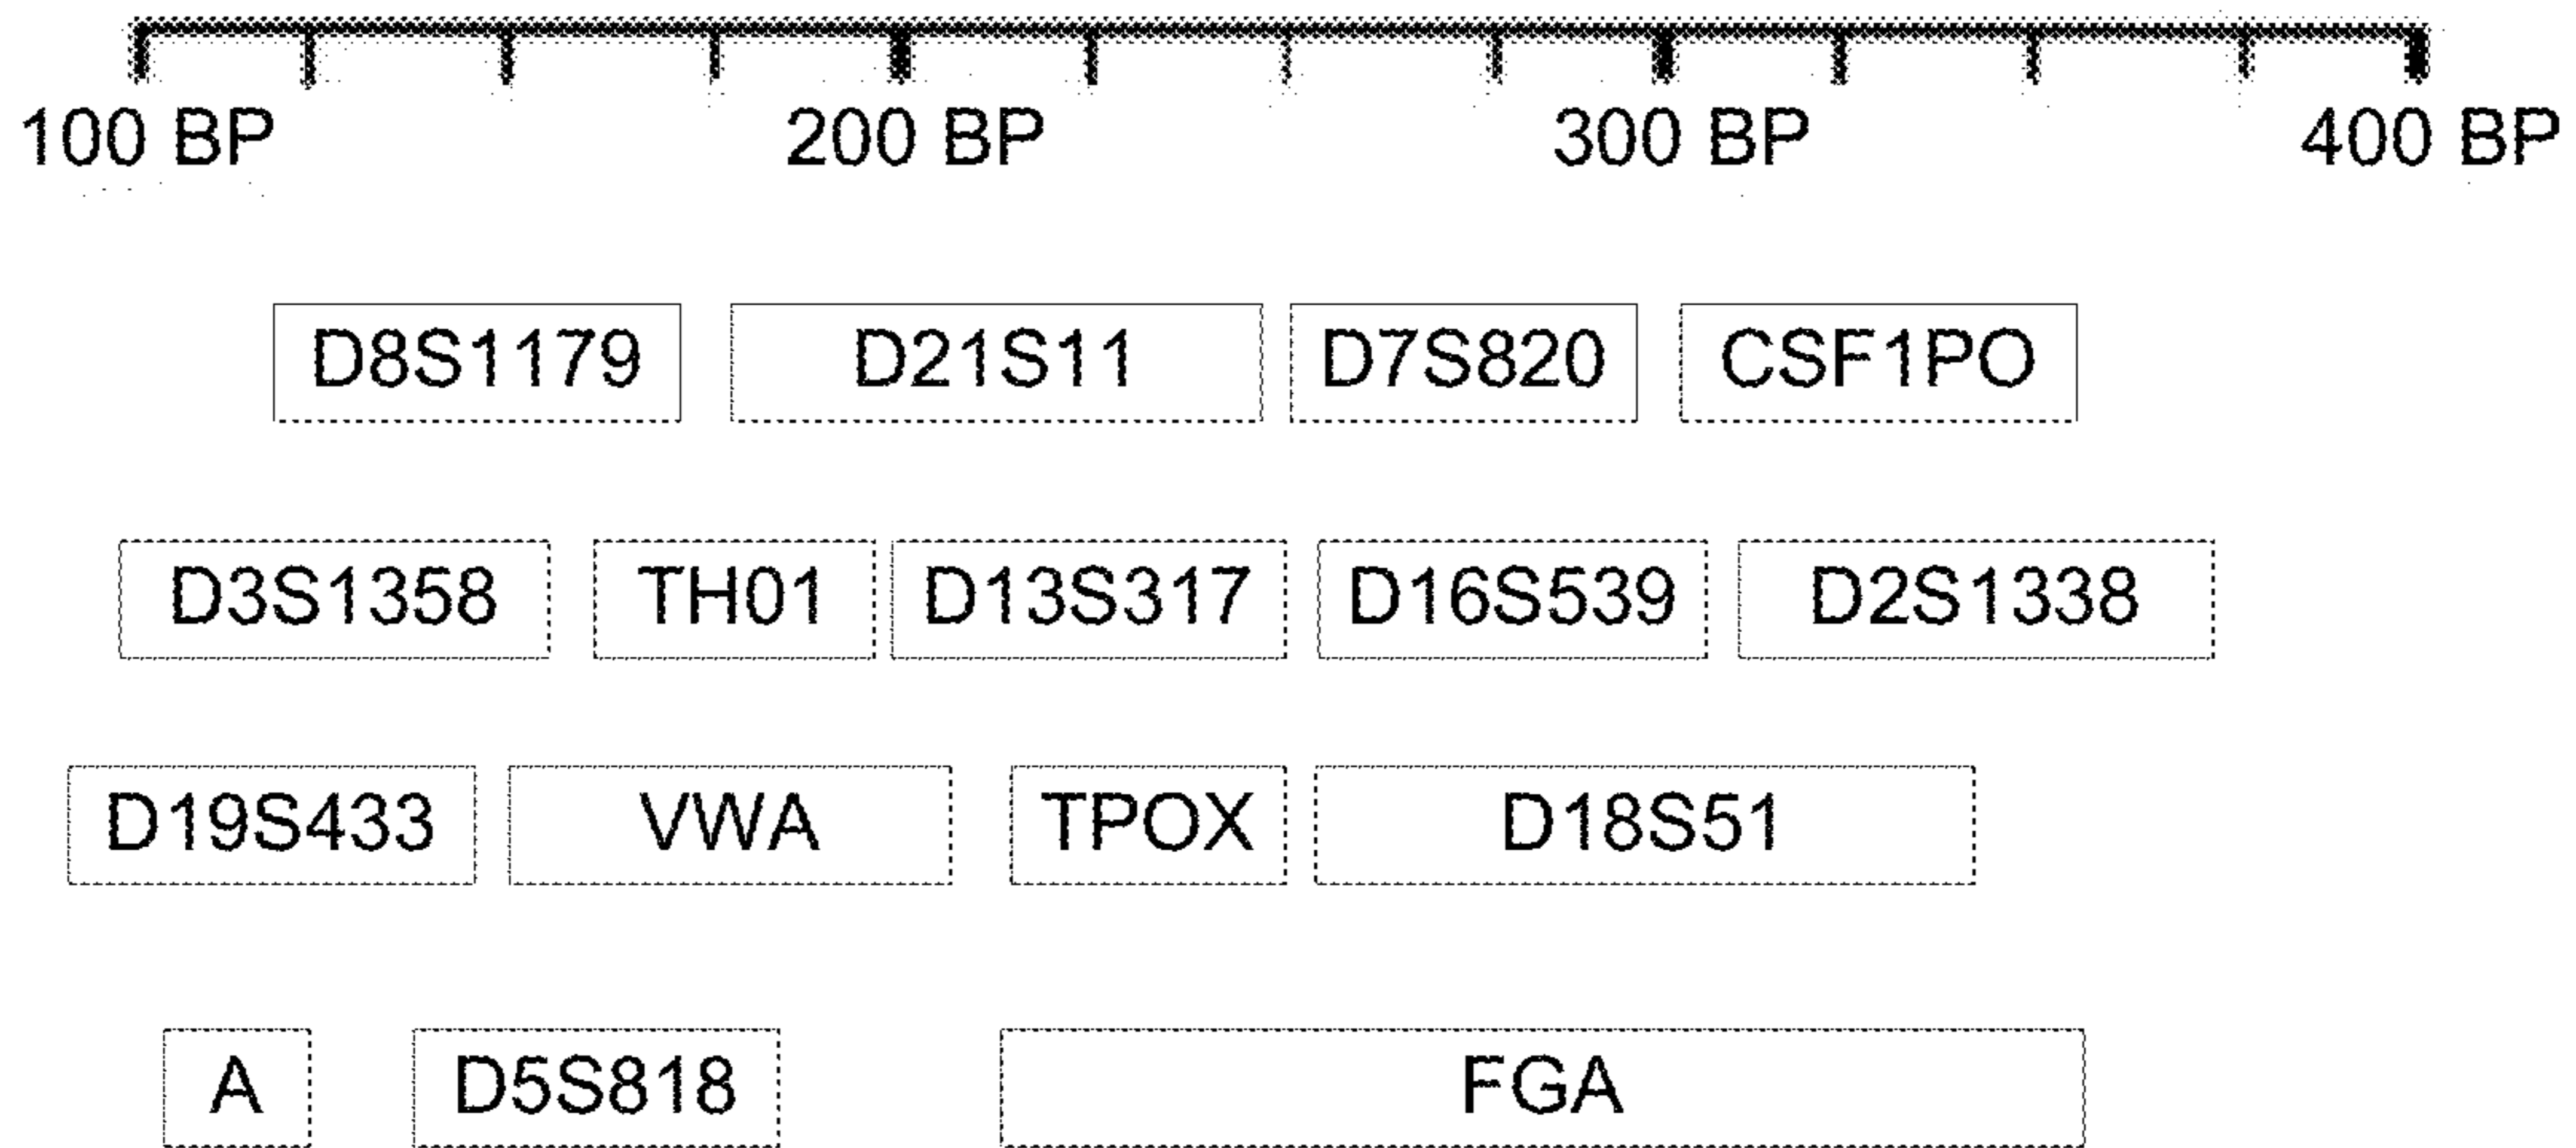 100 BP 200 BP 300 BP 400 BP
D8S1179 D21S11 D7S820 CSF1PO
D3S1358 TH01 D13S317 D16S539 D2S1338
D19S433 VWA TPOX D18S51
A D5S818 FGA